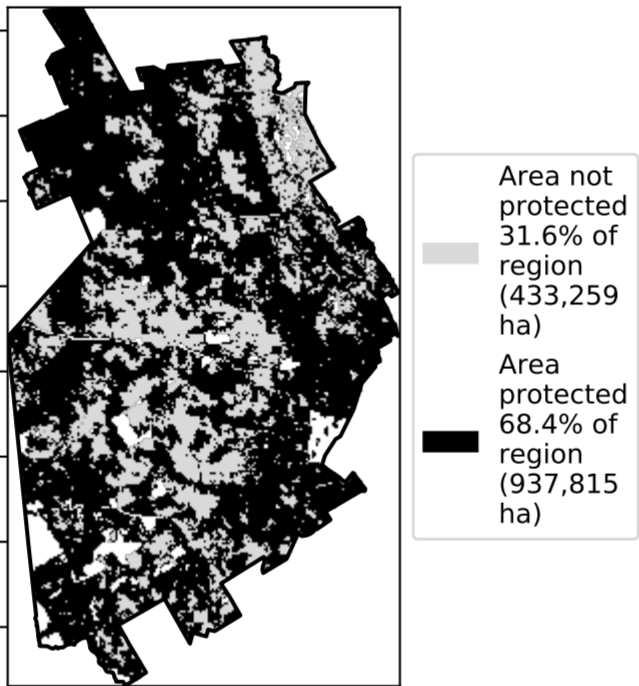 Area not
protected
31.6% of
region
(433,259
ha)
Area
protected
68.4% of
region
(937,815
ha)